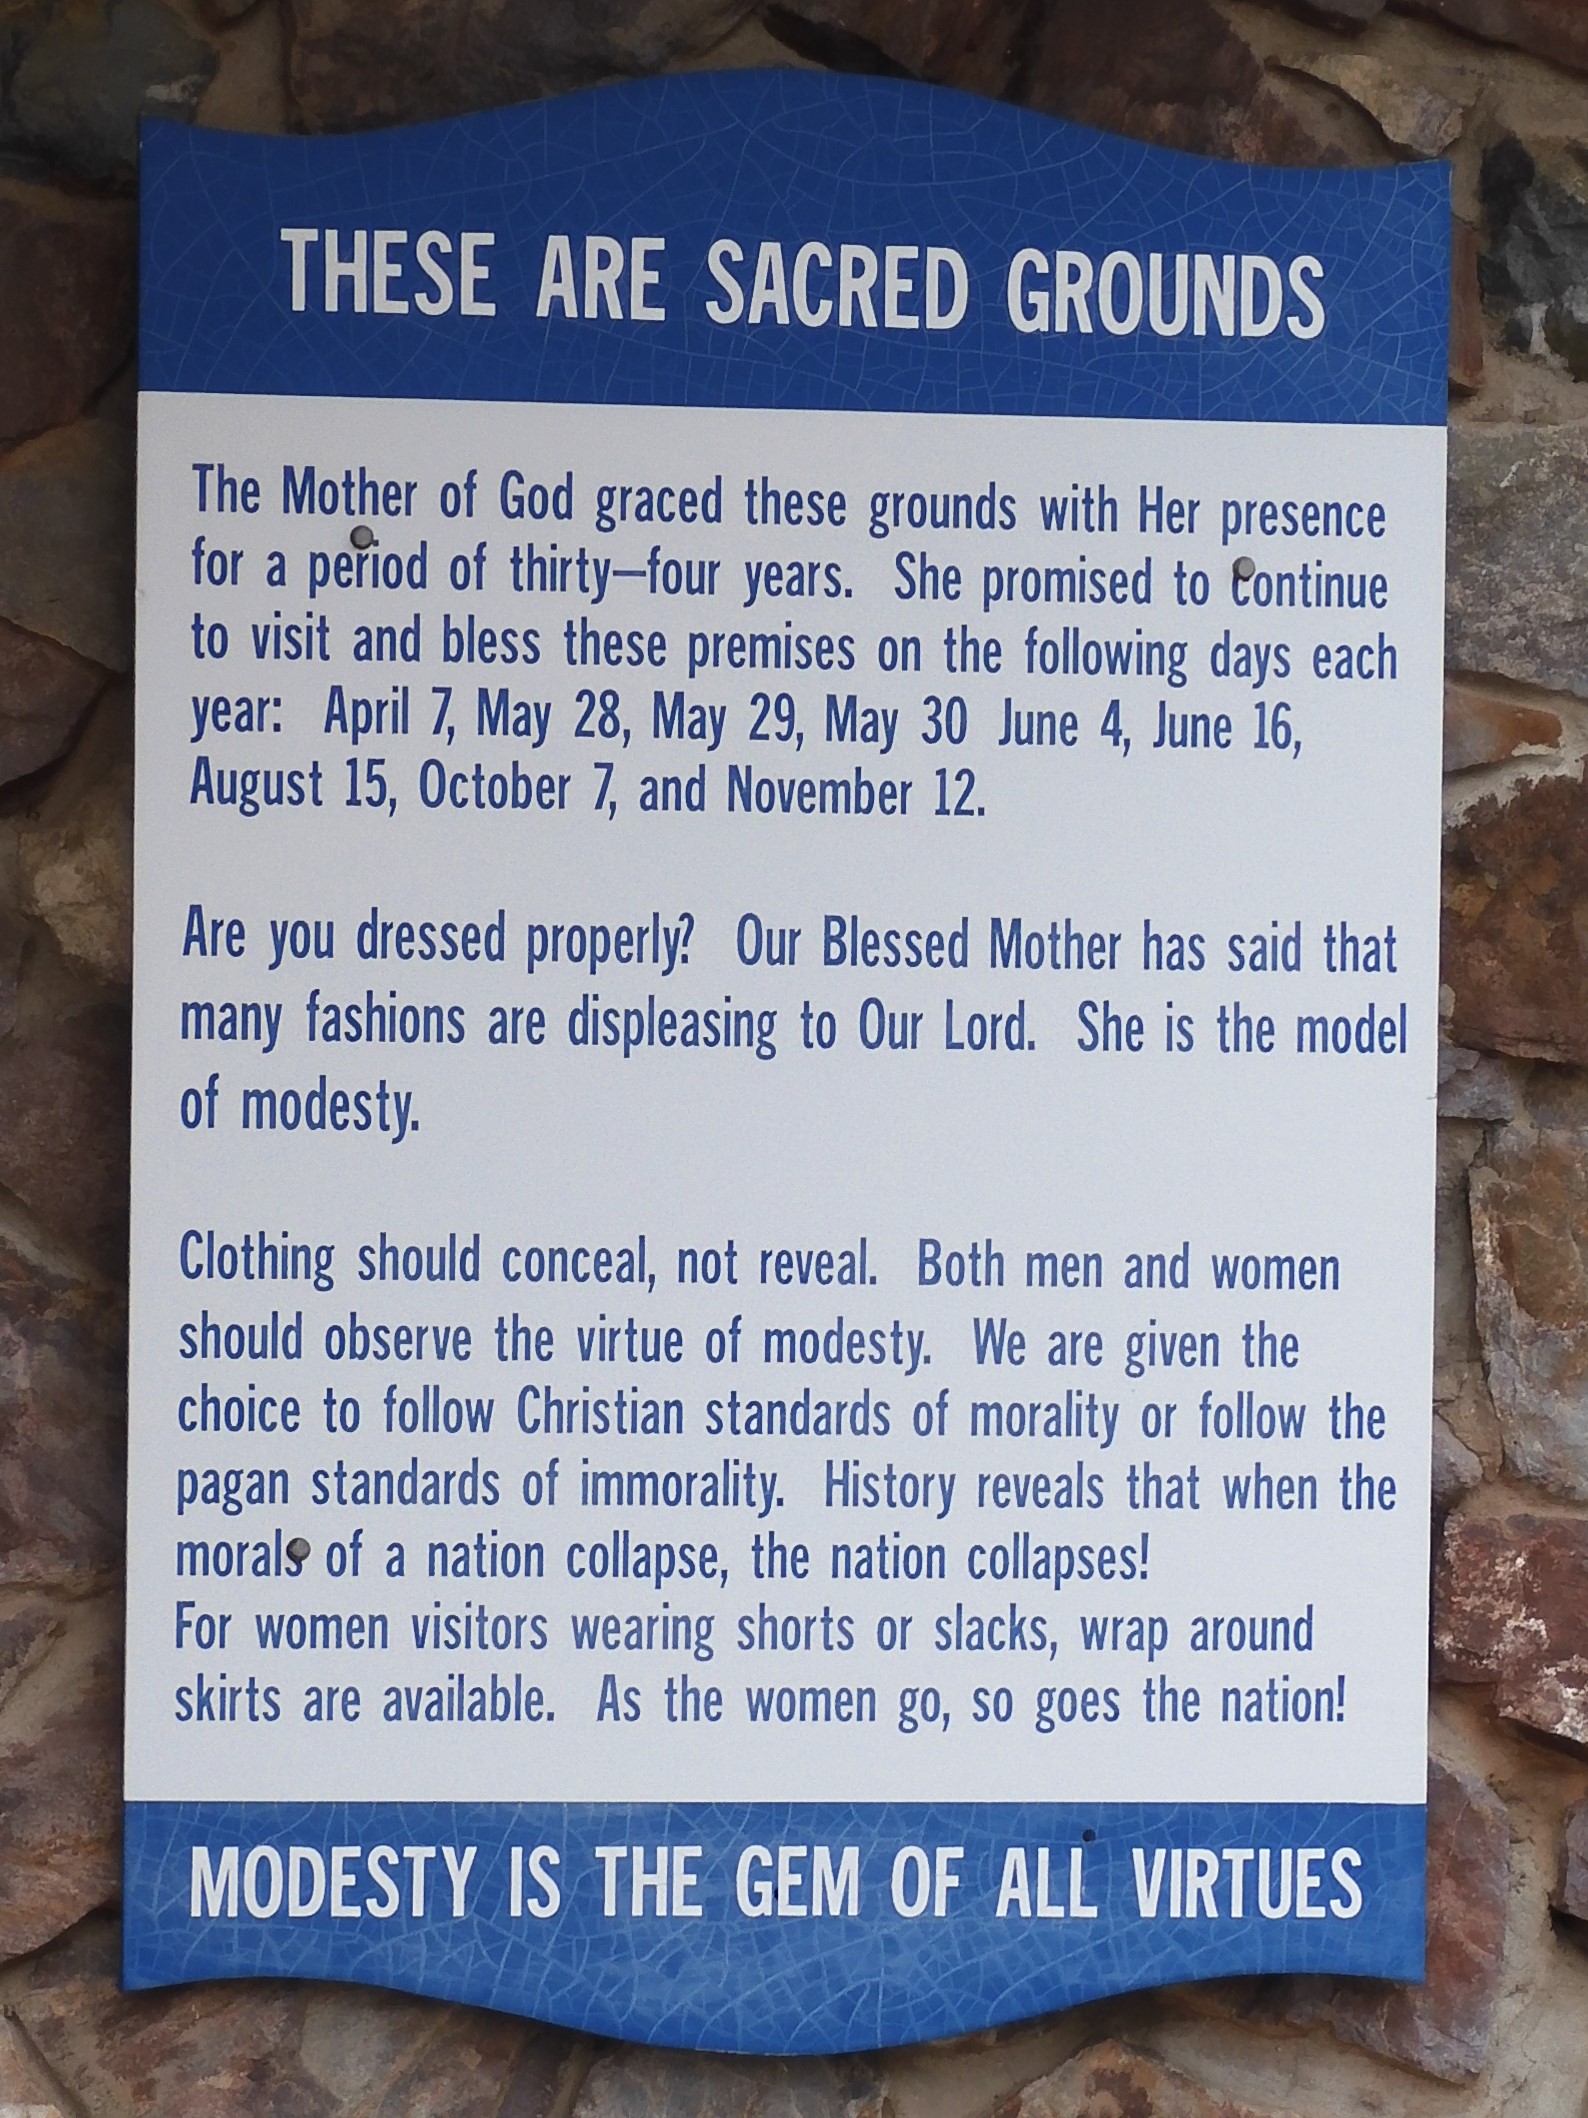 THESE ARE SACRED GROUNDS
The Mother of God graced these grounds with Her presence
for a period of thirty–four years. She promised to continue
to visit and bless these premises on the following days each
year: April 7, May 28, May 29, May 30 June 4, June 16,
August 15, October 7, and November 12.
Are you dressed properly? Our Blessed Mother has said that
many fashions are displeasing to Our Lord. She is the model
of modesty.
Clothing should conceal, not reveal. Both men and women
should observe the virtue of modesty. We are given the
choice to follow Christian standards of morality or follow the
pagan standards of immorality. History reveals that when the
morals of a nation collapse, the nation collapses!
For women visitors wearing shorts or slacks, wrap around
skirts are available. As the women go, so goes the nation!
MODESTY IS THE GEM OF ALL VIRTUES